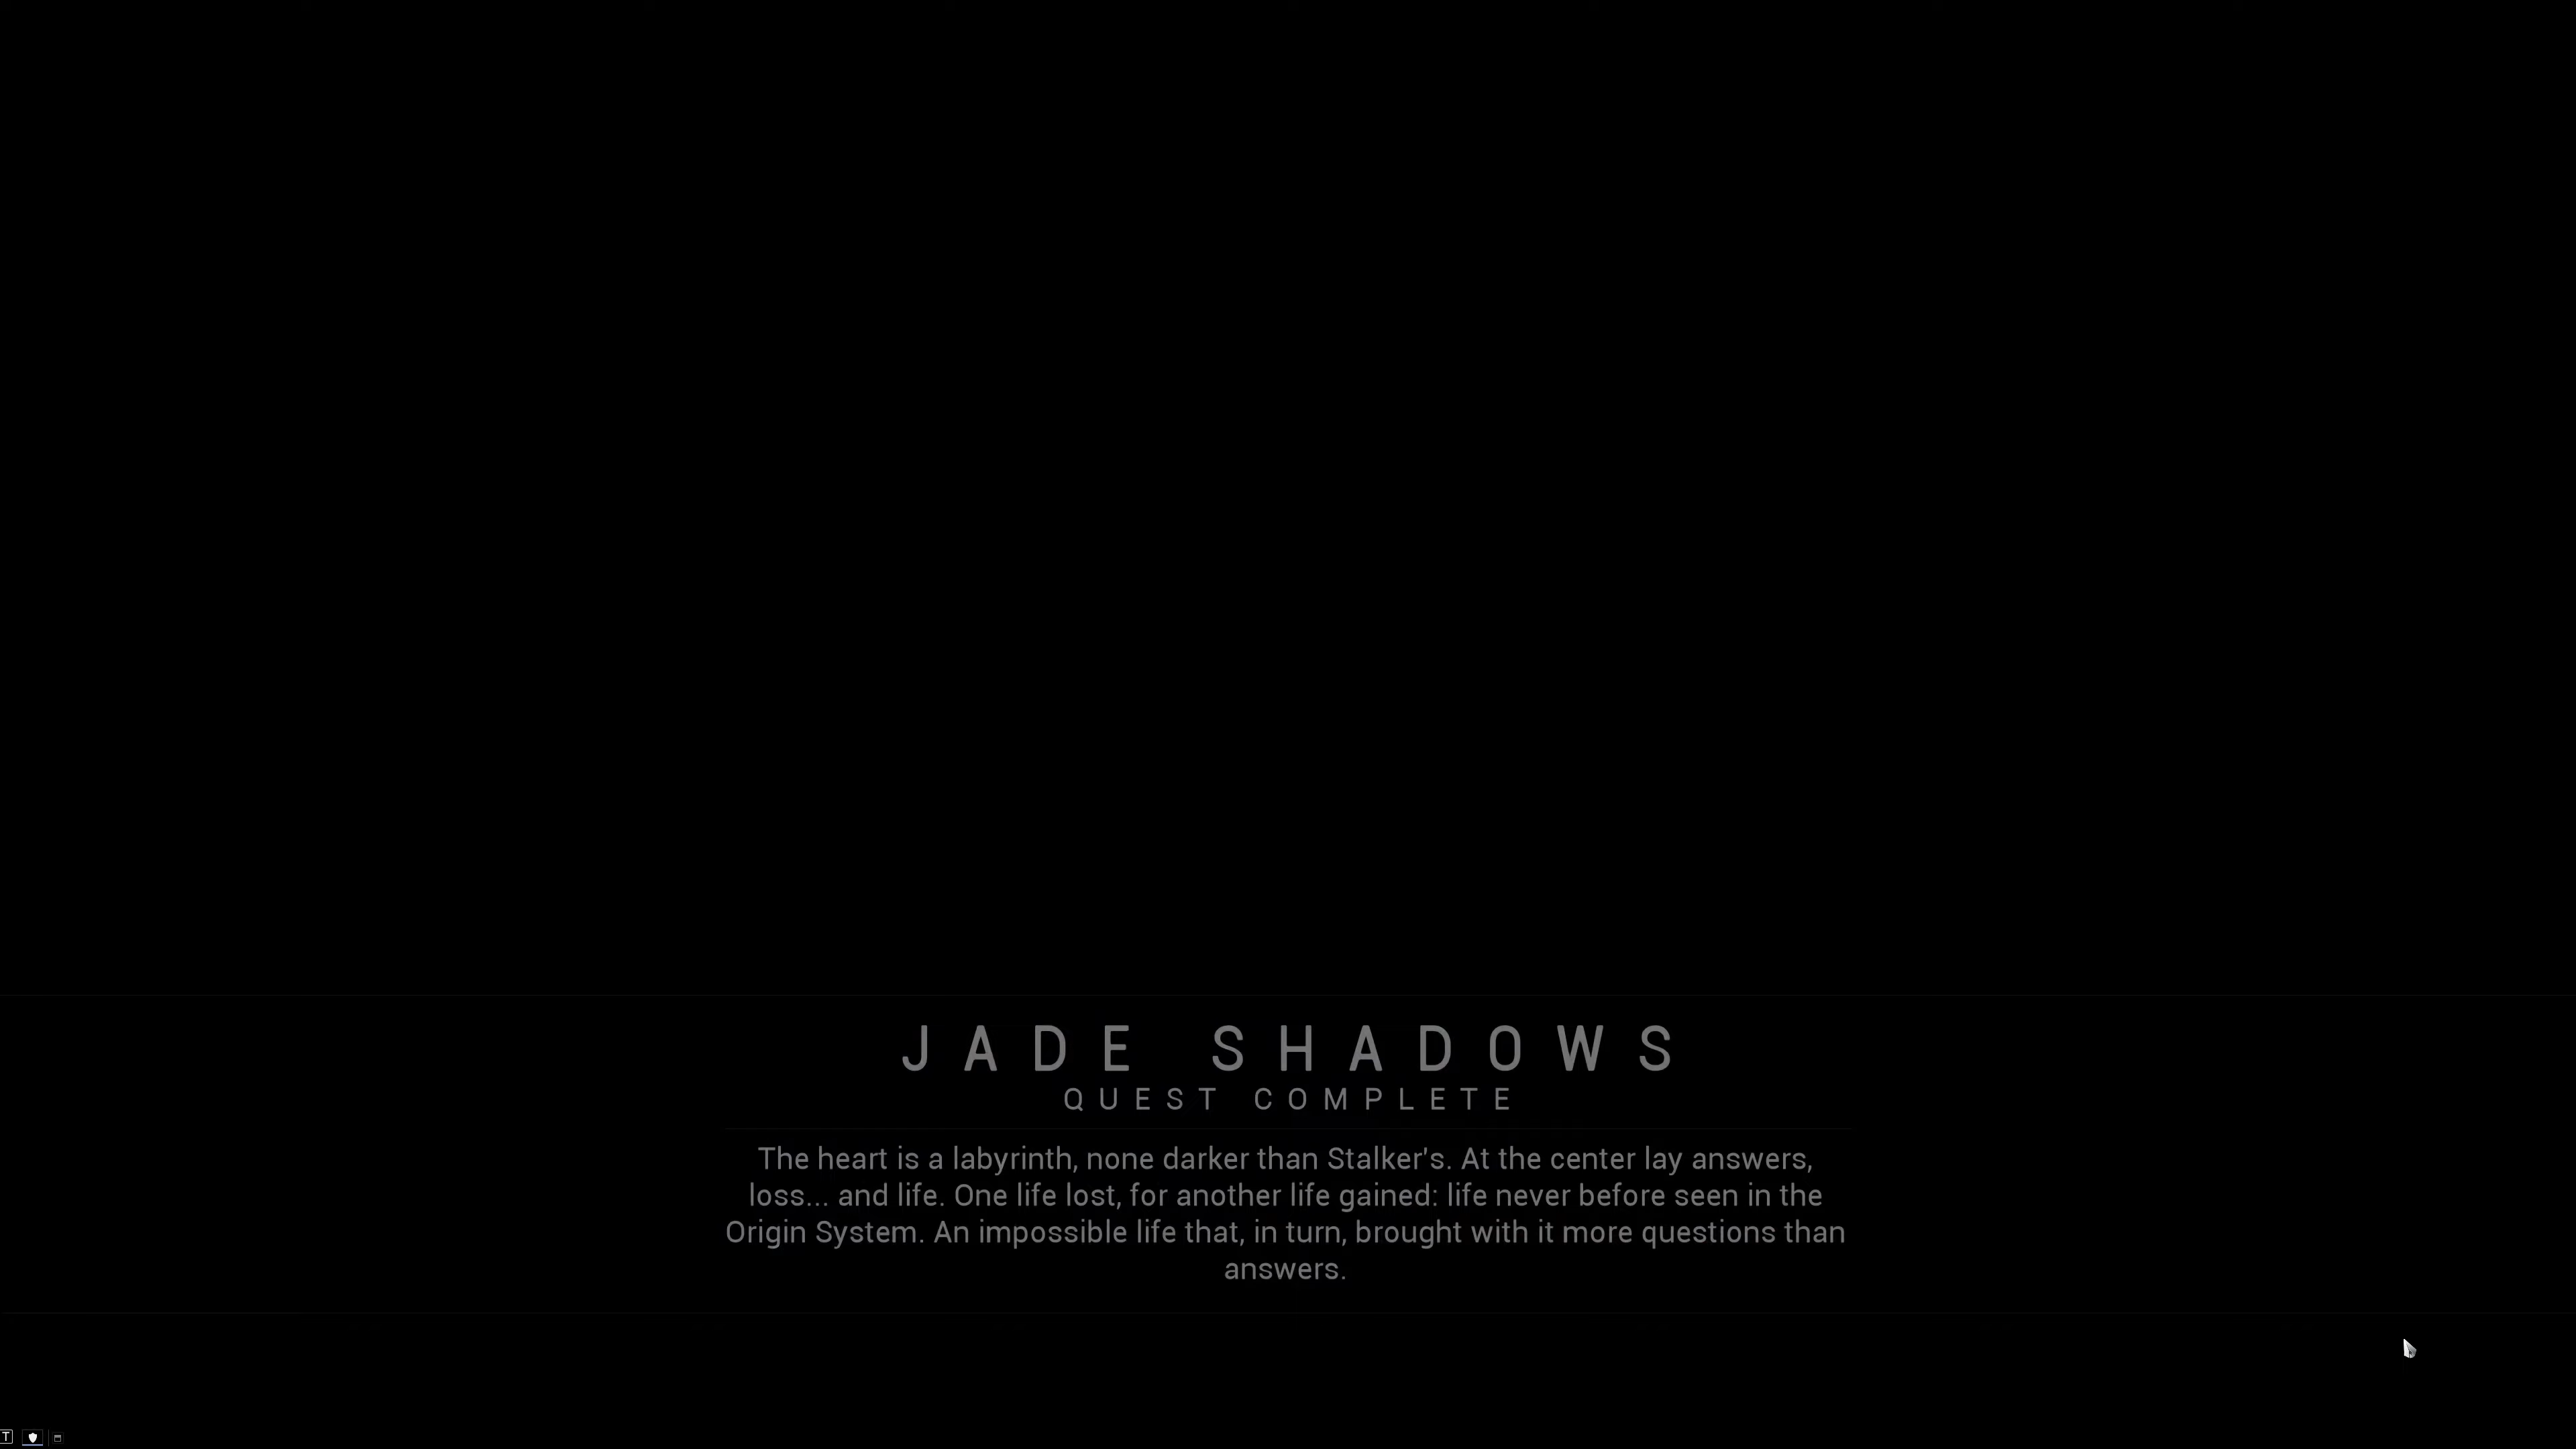 JADE SHADOWS
QUEST COMPLETE
The heart is a labyrinth, none darker than Stalker's. At the center lay answers,
loss... and life. One life lost, for another life gained: life never before seen in the
Origin System. An impossible life that, in turn, brought with it more questions than
answers.
T